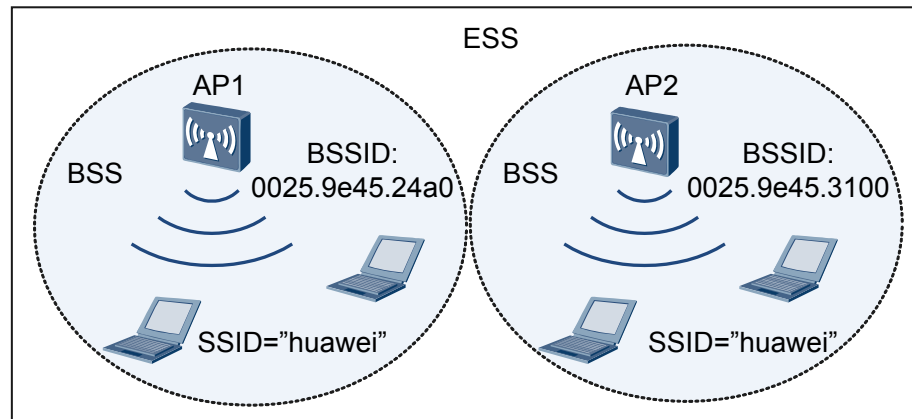 ESS
AP1
BSS
BSSID:
0025.9e45.24a0
SSID=”huawei”
AP2
BSS
BSSID:
0025.9e45.3100
SSID=”huawei”